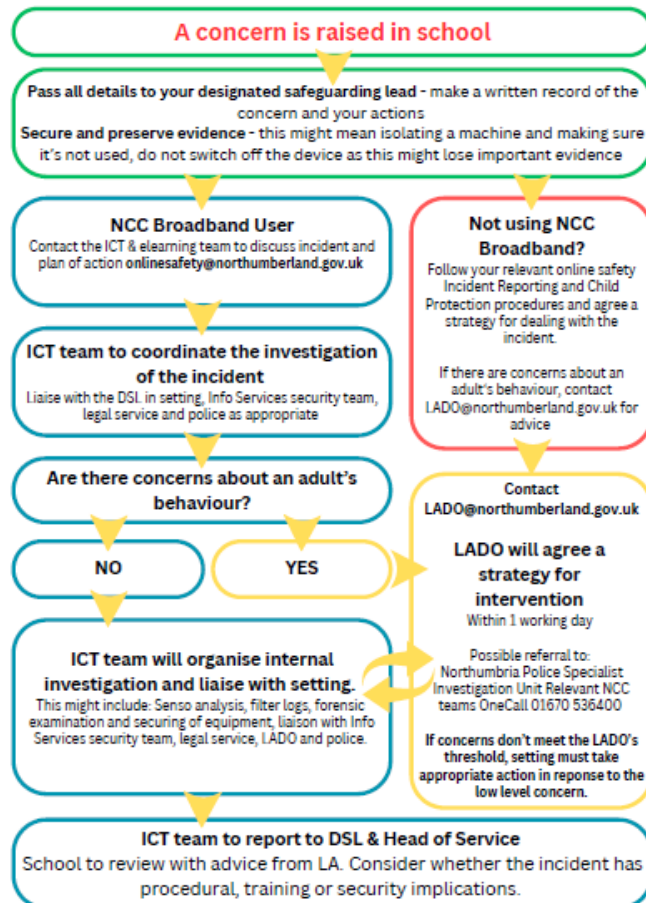 A concern is raised in school
Pass all details to your designated safeguarding lead - make a written record of the
concern and your actions
Secure and preserve evidence - this might mean isolating a machine and making sure
it's not used, do not switch off the device as this might lose important evidence
NCC Broadband User
Contact the ICT & elearning team to discuss incident and
plan of action onlinesafety@northumberland.gov.uk
ICT team to coordinate the investigation
of the incident
Liaise with the DSL in setting, Info Services security team,
legal service and police as appropriate
Are there concerns about an adult's
behaviour?
NO
YES
Not using NCC
Broadband?
Follow your relevant online safety
Incident Reporting and Child
Protection procedures and agree a
strategy for dealing with the
incident.
If there are concerns about an
adult's behaviour, contact
LADO@northumberland.gov.uk for
advice
Contact
LADO@northumberland.gov.uk
LADO will agree a
strategy for
intervention
Within 1 working day
Possible referral to:
Northumbria Police Specialist
Investigation Unit Relevant NCC
teams OneCall 01670 536400
If concerns don't meet the LADO's
threshold, setting must take
appropriate action in reponse to the
low level concern.
ICT team will organise internal
investigation and liaise with setting.
This might include: Senso analysis, filter logs, forensic
examination and securing of equipment, liaison with Info
Services security team, legal service, LADO and police.
ICT team to report to DSL & Head of Service
School to review with advice from LA. Consider whether the incident has
procedural, training or security implications.